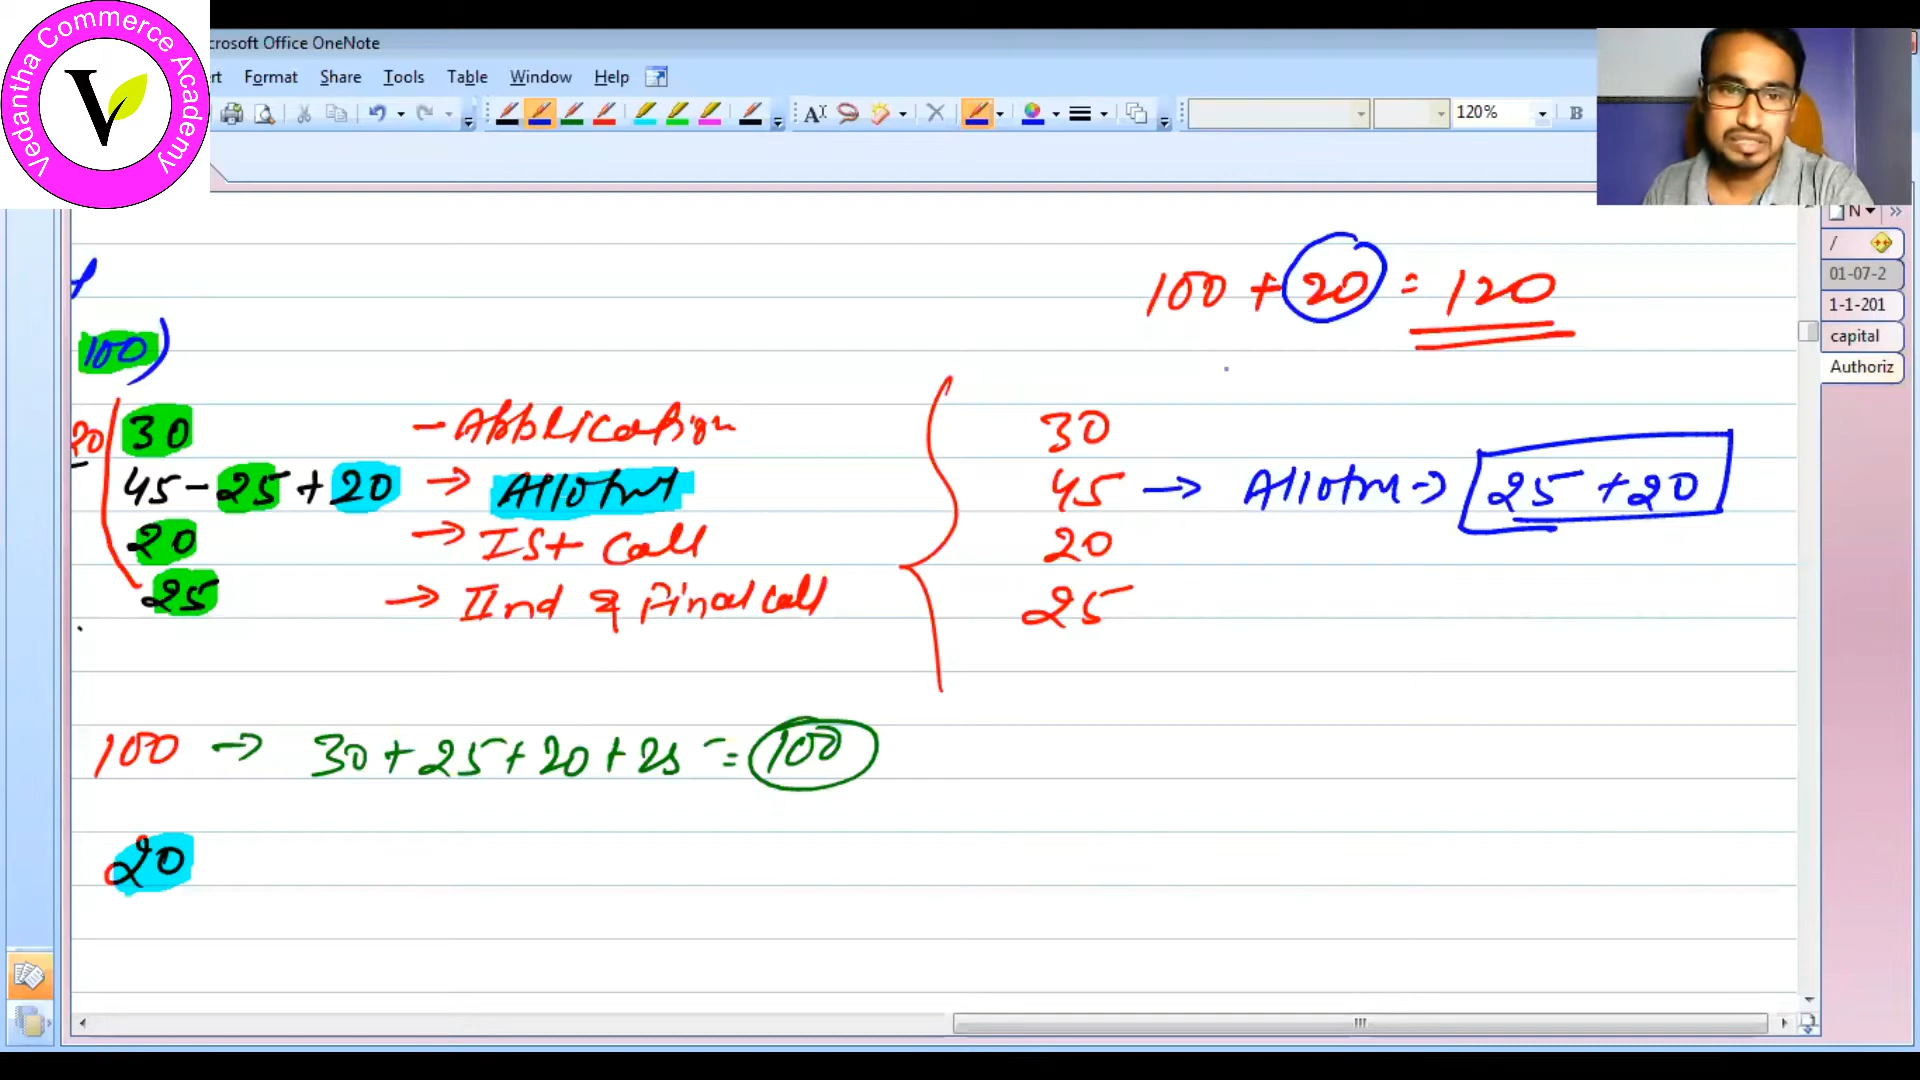 Vedantha Commerce Academy
V
crosoft Office OneNote
rt Format Share Tools Table Window Help
120% B
N
/
01-07-2
1-1-201
capital
Authoriz
100 + 20 = 120
100)
20 30 - Application
45 - 25 + 20 → Allotmt
20 → Ist Call
25 → IInd & Final Call
30
45 → Allotm → 25 + 20
20
25
100 → 30 + 25 + 20 + 25 = 100
20